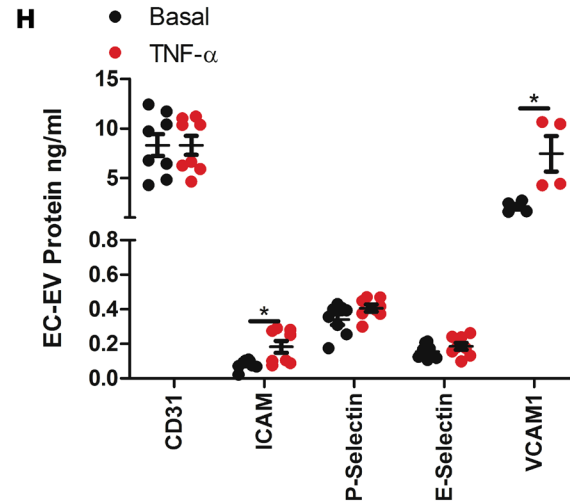 H
Basal
TNF-α
EC-EV Protein ng/ml
15
10
5
0.8
0.6
0.4
0.2
0.0
*
*
CD31
ICAM
P-Selectin
E-Selectin
VCAM1